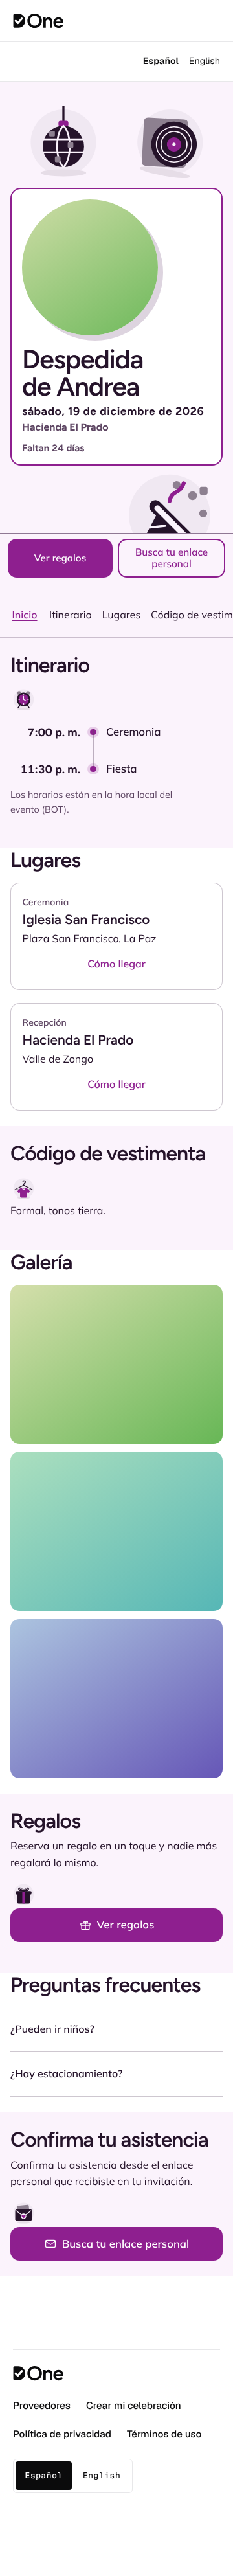 One
Español English
Despedida
de Andrea
sábado, 19 de diciembre de 2026
Hacienda El Prado
Faltan 24 días
Ver regalos
Busca tu enlace
personal
Inicio Itinerario Lugares Código de vestim
Itinerario
7:00 p. m. Ceremonia
11:30 p. m. Fiesta
Los horarios están en la hora local del
evento (BOT).
Lugares
Ceremonia
Iglesia San Francisco
Plaza San Francisco, La Paz
Cómo llegar
Recepción
Hacienda El Prado
Valle de Zongo
Cómo llegar
Código de vestimenta
Formal, tonos tierra.
Galería
Regalos
Reserva un regalo en un toque y nadie más
regalará lo mismo.
Ver regalos
Preguntas frecuentes
¿Pueden ir niños?
¿Hay estacionamiento?
Confirma tu asistencia
Confirma tu asistencia desde el enlace
personal que recibiste en tu invitación.
Busca tu enlace personal
One
Proveedores Crear mi celebración
Política de privacidad Términos de uso
Español English